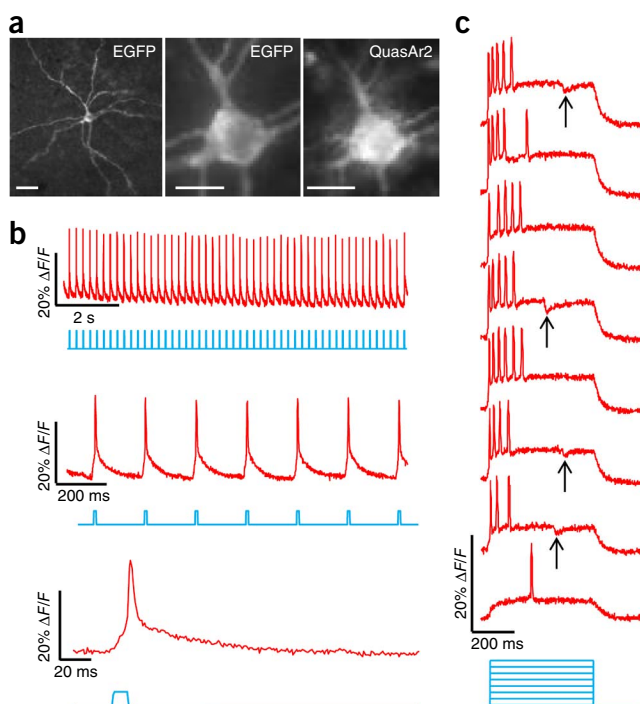 a
EGFP
EGFP
QuasAr2
b
20% ΔF/F
2 s
20% ΔF/F
200 ms
20% ΔF/F
20 ms
c
20% ΔF/F
200 ms